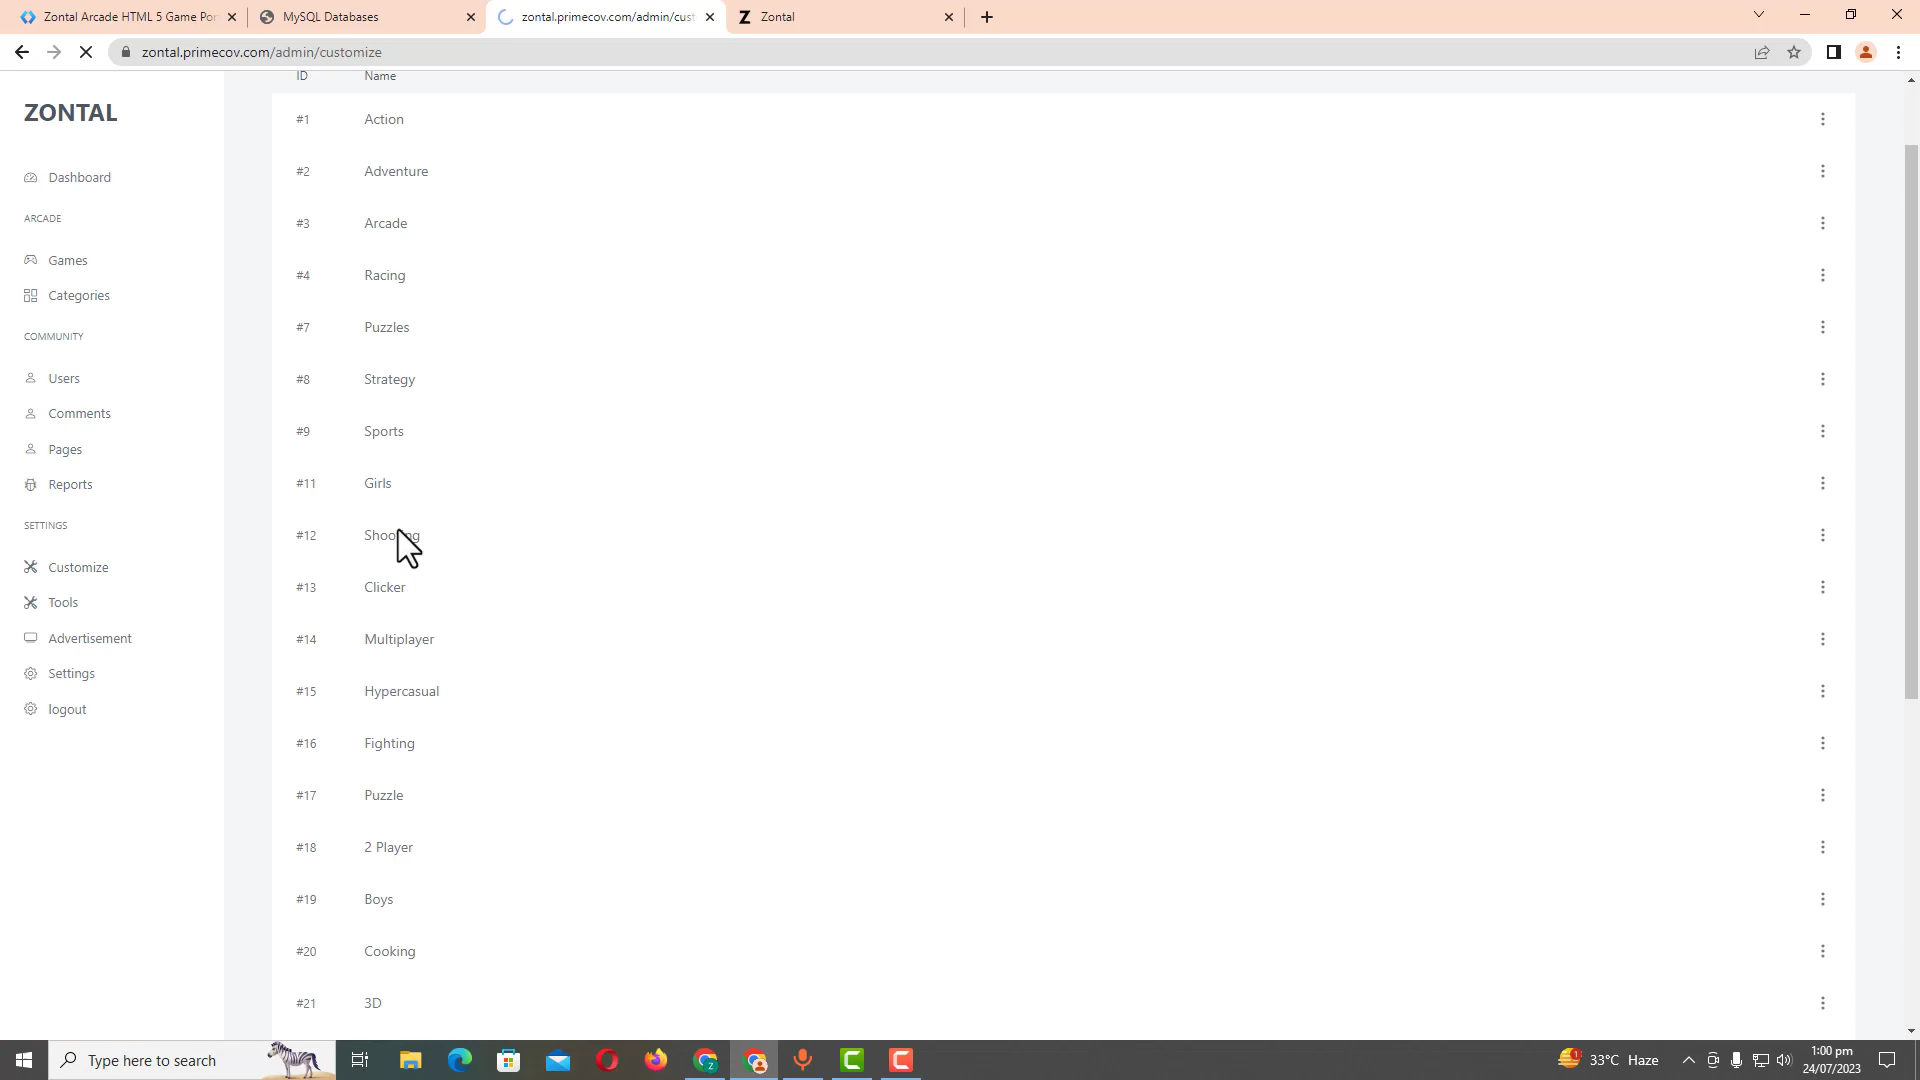 Zontal Arcade HTML 5 Game Por
MySQL Databases
zontal.primecov.com/admin/cust
Zontal
zontal.primecov.com/admin/customize
ID Name
ZONTAL
Dashboard
ARCADE
Games
Categories
COMMUNITY
Users
Comments
Pages
Reports
SETTINGS
Customize
Tools
Advertisement
Settings
logout
#1 Action
#2 Adventure
#3 Arcade
#4 Racing
#7 Puzzles
#8 Strategy
#9 Sports
#11 Girls
#12 Shooting
#13 Clicker
#14 Multiplayer
#15 Hypercasual
#16 Fighting
#17 Puzzle
#18 2 Player
#19 Boys
#20 Cooking
#21 3D
Type here to search
33°C Haze
1:00 pm
24/07/2023